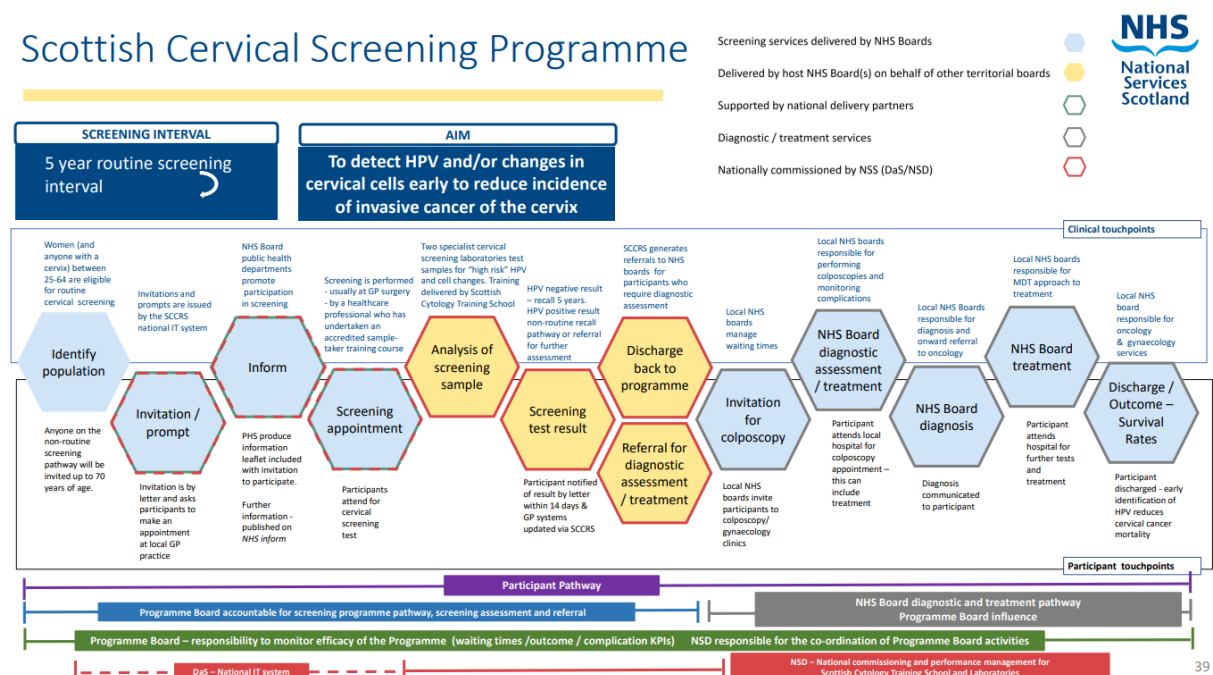 Scottish Cervical Screening Programme
Screening services delivered by NHS Boards
Delivered by host NHS Board(s) on behalf of other territorial boards
Supported by national delivery partners
Diagnostic / treatment services
Nationally commissioned by NSS (DaS/NSD)
NHS
National
Services
Scotland
SCREENING INTERVAL
5 year routine screening
interval
AIM
To detect HPV and/or changes in
cervical cells early to reduce incidence
of invasive cancer of the cervix
Clinical touchpoints
Women (and
anyone with a
cervix) between
25-64 are eligible
for routine
cervical screening
Invitations and
prompts are issued
by the SCCRS
national IT system
NHS Board
public health
departments
promote
participation
in screening
Screening is performed
- usually at GP surgery
- by a healthcare
professional who has
undertaken an
accredited sample-
taker training course
Two specialist cervical
screening laboratories test
samples for "high risk" HPV
and cell changes. Training
delivered by Scottish
Cytology Training School
HPV negative result
– recall 5 years.
HPV positive result
non-routine recall
pathway or referral
for further
assessment
SCCRS generates
referrals to NHS
boards for
participants who
require diagnostic
assessment
Local NHS
boards
manage
waiting times
Local NHS boards
responsible for
performing
colposcopies and
monitoring
complications
Local NHS Boards
responsible for
diagnosis and
onward referral
to oncology
Local NHS boards
responsible for
MDT approach to
treatment
Local NHS
board
responsible for
oncology
& gynaecology
services
Identify
population
Invitation /
prompt
Inform
Screening
appointment
Analysis of
screening
sample
Screening
test result
Discharge
back to
programme
Referral for
diagnostic
assessment
/ treatment
Invitation
for
colposcopy
NHS Board
diagnostic
assessment
/ treatment
NHS Board
diagnosis
NHS Board
treatment
Discharge /
Outcome –
Survival
Rates
Anyone on the
non-routine
screening
pathway will be
invited up to 70
years of age.
Invitation is by
letter and asks
participants to
make an
appointment
at local GP
practice
PHS produce
information
leaflet included
with invitation
to participate.
Further
information -
published on
NHS inform
Participants
attend for
cervical
screening
test
Participant notified
of result by letter
within 14 days &
GP systems
updated via SCCRS
Local NHS
boards invite
participants to
colposcopy/
gynaecology
clinics
Participant
attends local
hospital for
colposcopy
appointment –
this can
include
treatment
Diagnosis
communicated
to participant
Participant
attends
hospital for
further tests
and
treatment
Participant
discharged - early
identification of
HPV reduces
cervical cancer
mortality
Participant touchpoints
Participant Pathway
Programme Board accountable for screening programme pathway, screening assessment and referral
NHS Board diagnostic and treatment pathway
Programme Board influence
Programme Board – responsibility to monitor efficacy of the Programme (waiting times /outcome / complication KPIs) NSD responsible for the co-ordination of Programme Board activities
DaS – National IT system
NSD – National commissioning and performance management for
Scottish Cytology Training School and Laboratories
39